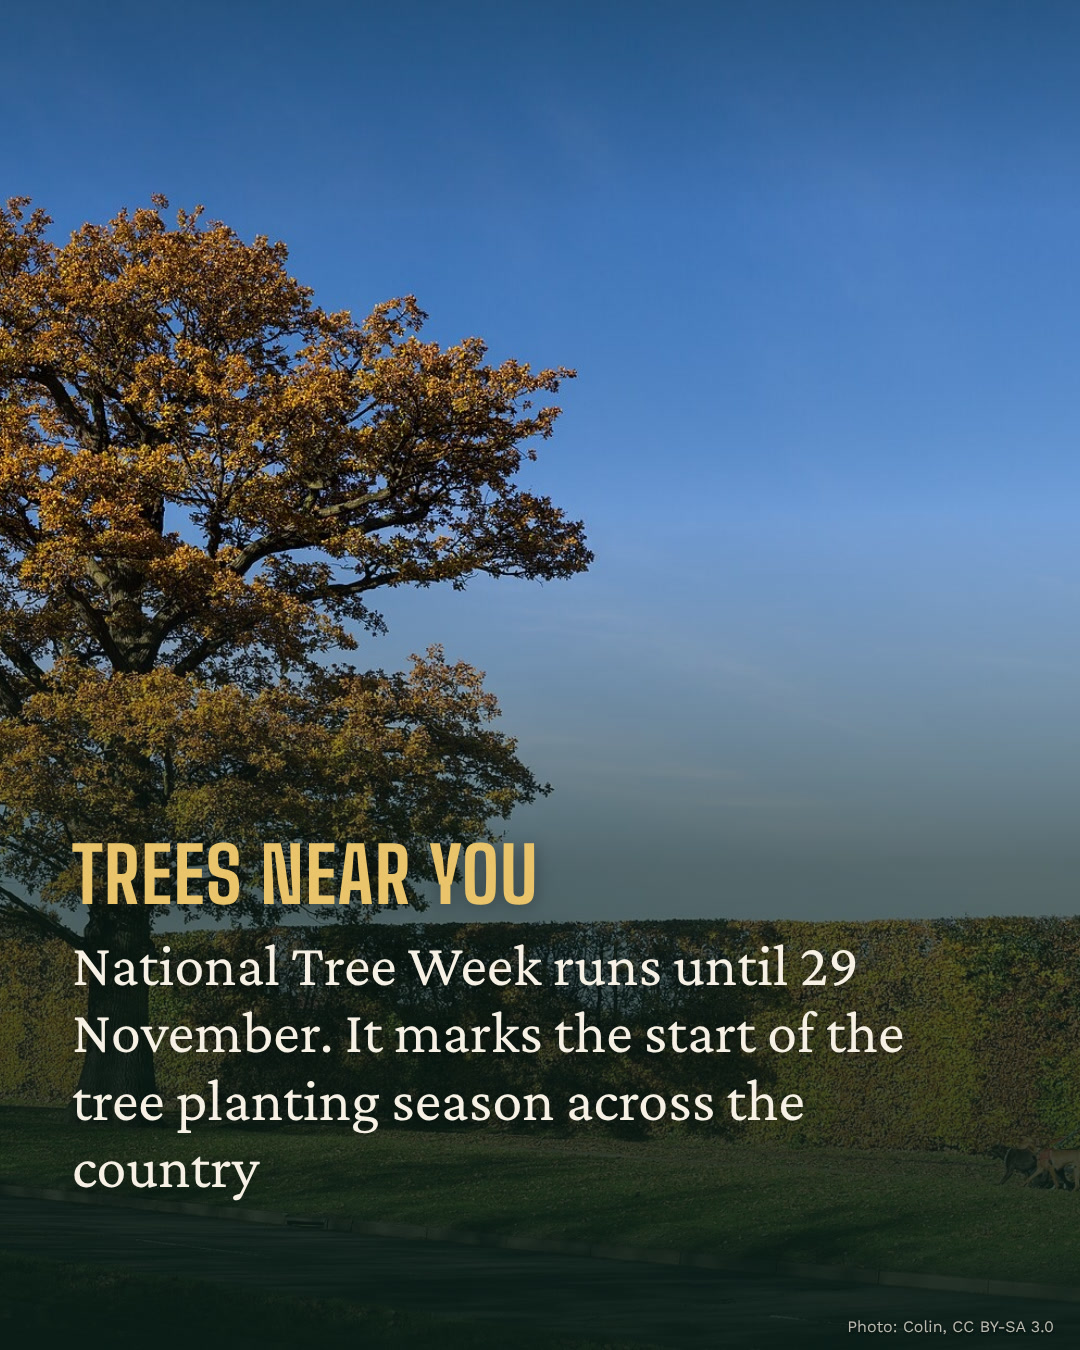 TREES NEAR YOU
National Tree Week runs until 29
November. It marks the start of the
tree planting season across the
country
Photo: Colin, CC BY-SA 3.0